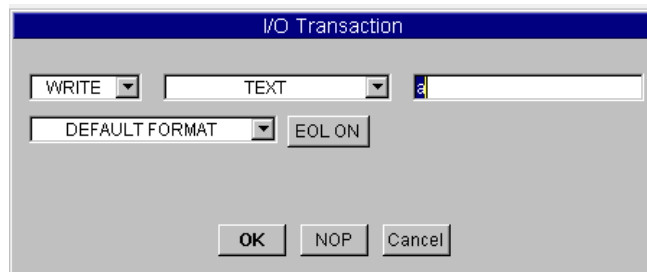 I/O Transaction
WRITE TEXT a
DEFAULT FORMAT EOL ON
OK NOP Cancel